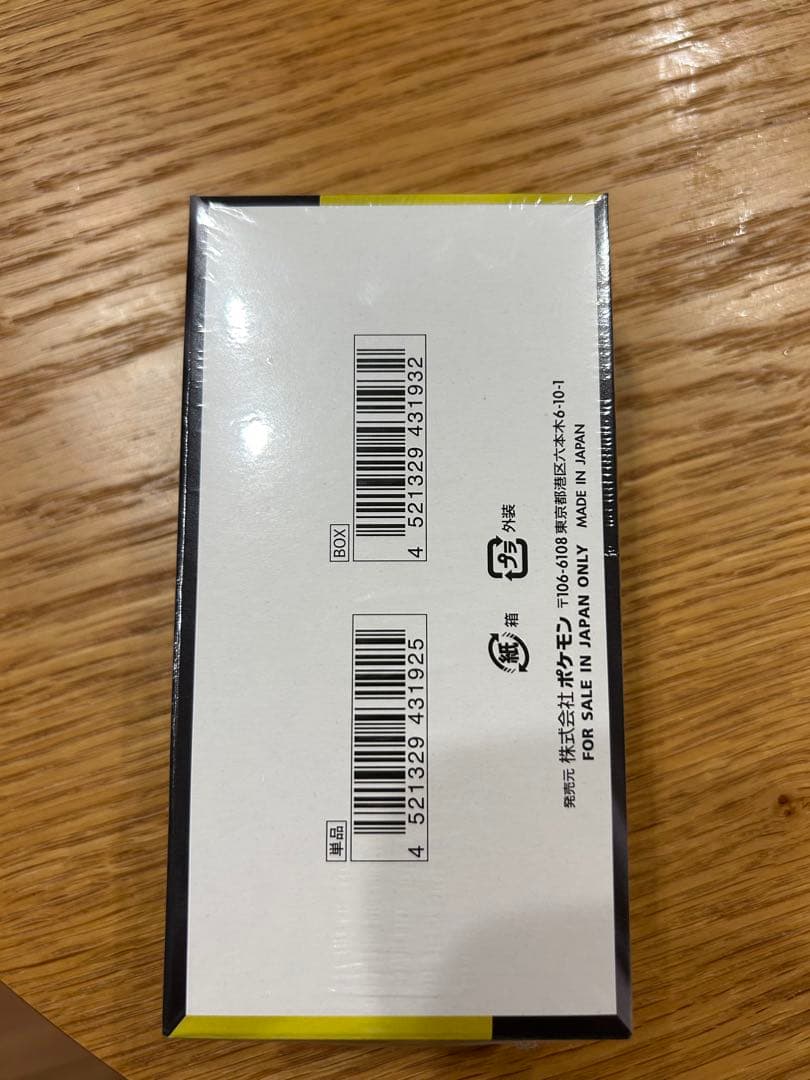 単品
4 521329 431925
BOX
4 521329 431932
紙 箱
プラ 外装
発売元 株式会社 ポケモン 〒106-6108 東京都港区六本木6-10-1
FOR SALE IN JAPAN ONLY MADE IN JAPAN